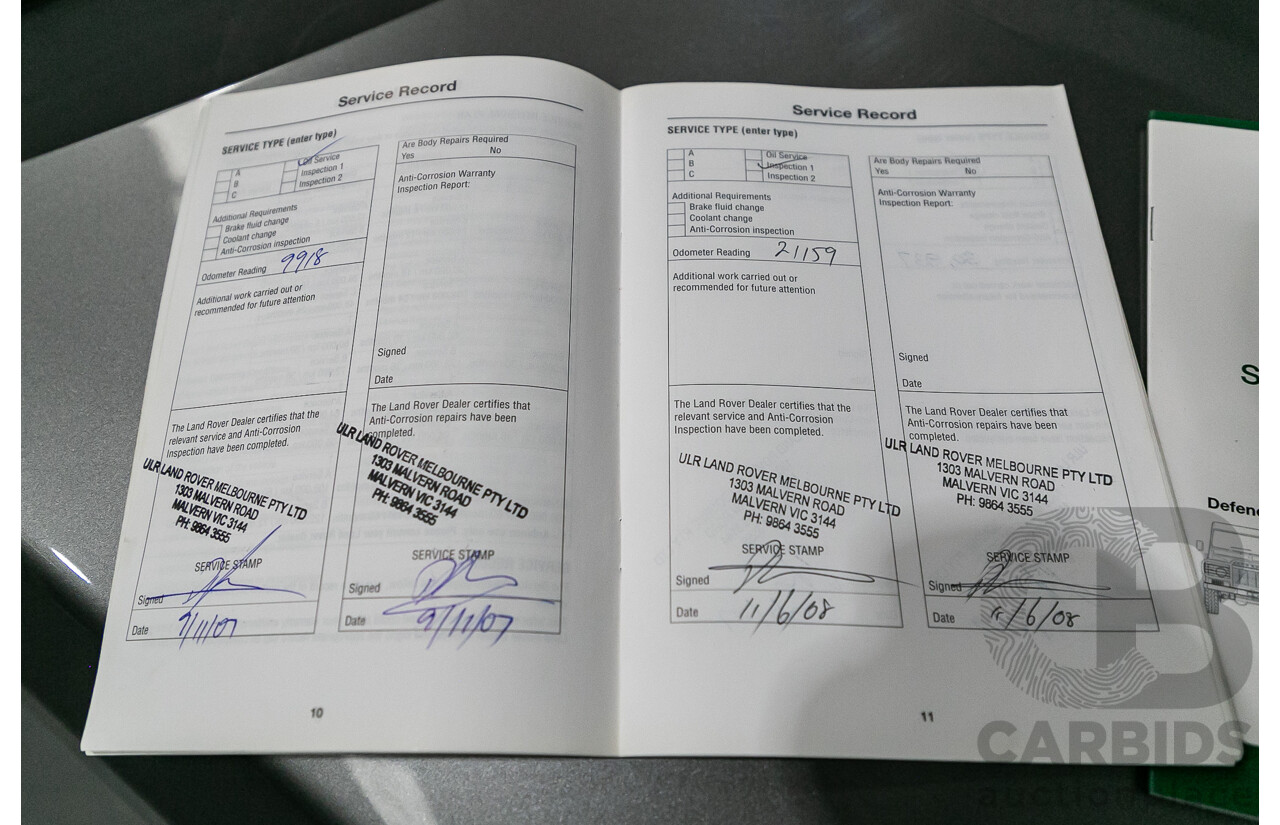 Service Record
SERVICE TYPE (enter type)
A
B
C
Oil Service
Inspection 1
Inspection 2
Additional Requirements
Brake fluid change
Coolant change
Anti-Corrosion inspection
Odometer Reading 9918
Additional work carried out or
recommended for future attention
The Land Rover Dealer certifies that the
relevant service and Anti-Corrosion
Inspection have been completed.
ULR LAND ROVER MELBOURNE PTY LTD
1303 MALVERN ROAD
MALVERN VIC 3144
PH: 9864 3555
SERVICE STAMP
Signed
Date 9/11/07
Are Body Repairs Required
Yes No
Anti-Corrosion Warranty
Inspection Report:
Signed
Date
The Land Rover Dealer certifies that
Anti-Corrosion repairs have been
completed.
ULR LAND ROVER MELBOURNE PTY LTD
1303 MALVERN ROAD
MALVERN VIC 3144
PH: 9864 3555
SERVICE STAMP
Signed
Date 9/11/07
10
Service Record
SERVICE TYPE (enter type)
A
B
C
Oil Service
Inspection 1
Inspection 2
Additional Requirements
Brake fluid change
Coolant change
Anti-Corrosion inspection
Odometer Reading 21159
Additional work carried out or
recommended for future attention
The Land Rover Dealer certifies that the
relevant service and Anti-Corrosion
Inspection have been completed.
ULR LAND ROVER MELBOURNE PTY LTD
1303 MALVERN ROAD
MALVERN VIC 3144
PH: 9864 3555
SERVICE STAMP
Signed
Date 11/6/08
Are Body Repairs Required
Yes No
Anti-Corrosion Warranty
Inspection Report:
Signed
Date
The Land Rover Dealer certifies that
Anti-Corrosion repairs have been
completed.
ULR LAND ROVER MELBOURNE PTY LTD
1303 MALVERN ROAD
MALVERN VIC 3144
PH: 9864 3555
SERVICE STAMP
Signed
Date 11/6/08
11
S
Defen
CARBIDS